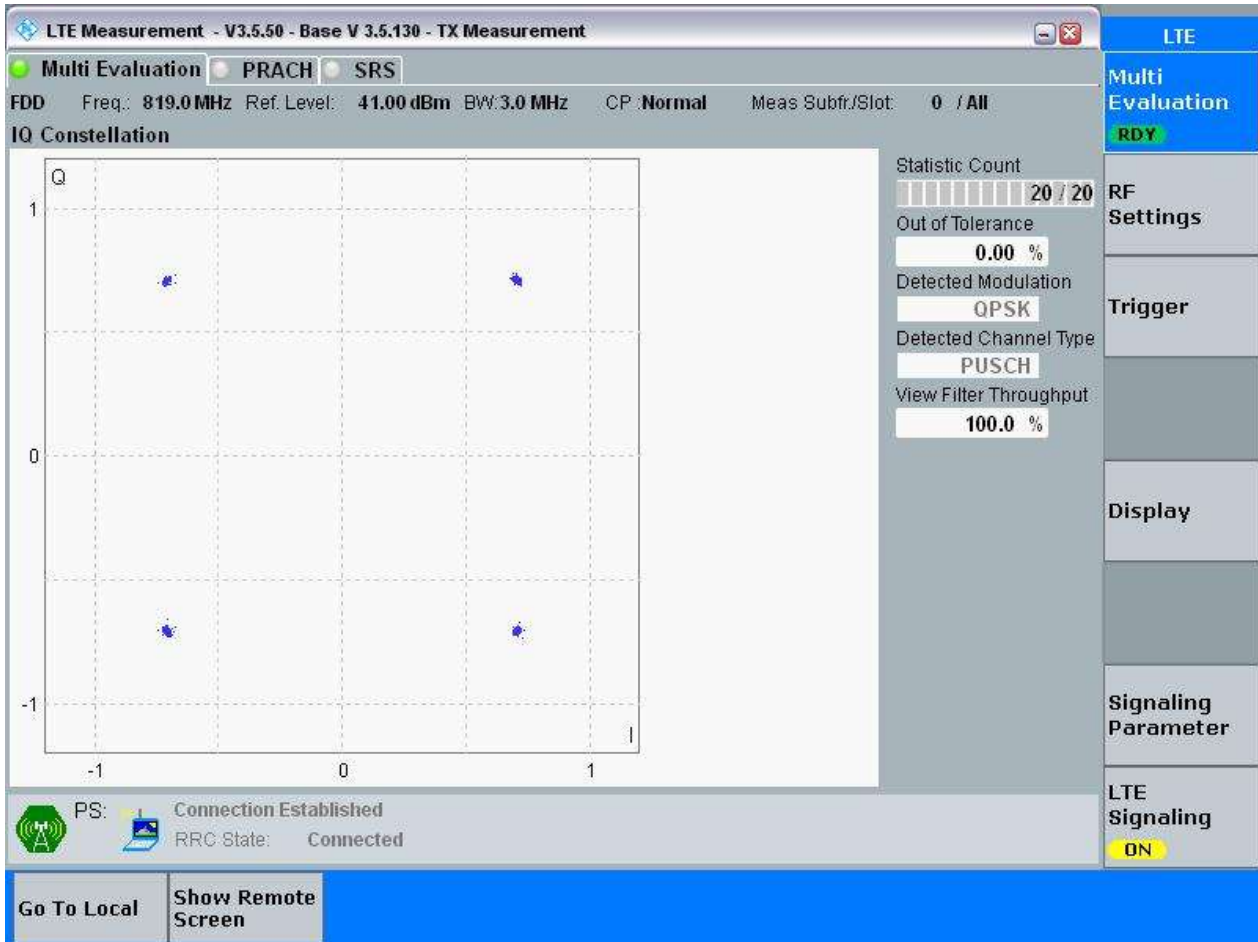 LTE Measurement - V3.5.50 - Base V 3.5.130 - TX Measurement
LTE
Multi Evaluation PRACH SRS
Multi
Evaluation
RDY
FDD Freq.: 819.0 MHz Ref. Level: 41.00 dBm BW: 3.0 MHz CP :Normal Meas Subfr./Slot: 0 / All
IQ Constellation
Q
1
0
-1
I
-1 0 1
Statistic Count
20 / 20
Out of Tolerance
0.00 %
Detected Modulation
QPSK
Detected Channel Type
PUSCH
View Filter Throughput
100.0 %
RF
Settings
Trigger
Display
Signaling
Parameter
LTE
Signaling
ON
PS: Connection Established
RRC State: Connected
Go To Local
Show Remote
Screen